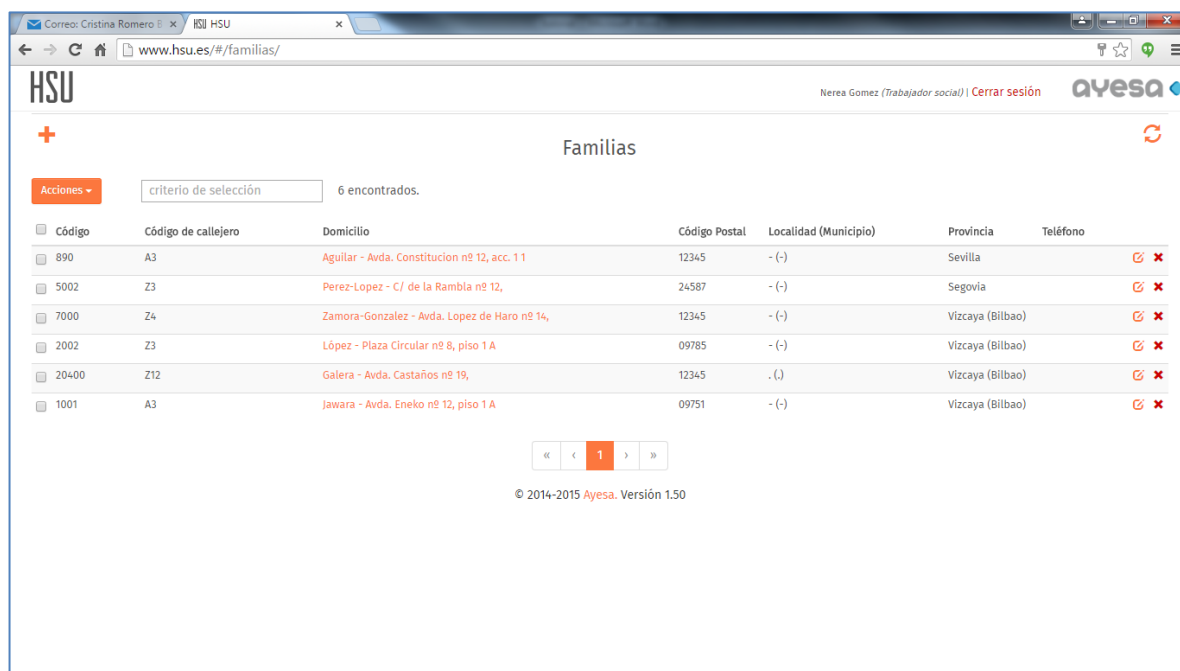 Correo: Cristina Romero B
HSU HSU
www.hsu.es/#/familias/
HSU
Nerea Gomez (Trabajador social) | Cerrar sesión
ayesa
Familias
Acciones
criterio de selección
6 encontrados.
Código Código de callejero Domicilio Código Postal Localidad (Municipio) Provincia Teléfono
890 A3 Aguilar - Avda. Constitucion nº 12, acc. 1 1 12345 - (-) Sevilla
5002 Z3 Perez-Lopez - C/ de la Rambla nº 12, 24587 - (-) Segovia
7000 Z4 Zamora-Gonzalez - Avda. Lopez de Haro nº 14, 12345 - (-) Vizcaya (Bilbao)
2002 Z3 López - Plaza Circular nº 8, piso 1 A 09785 - (-) Vizcaya (Bilbao)
20400 Z12 Galera - Avda. Castaños nº 19, 12345 . (.) Vizcaya (Bilbao)
1001 A3 Jawara - Avda. Eneko nº 12, piso 1 A 09751 - (-) Vizcaya (Bilbao)
« ‹ 1 › »
© 2014-2015 Ayesa. Versión 1.50